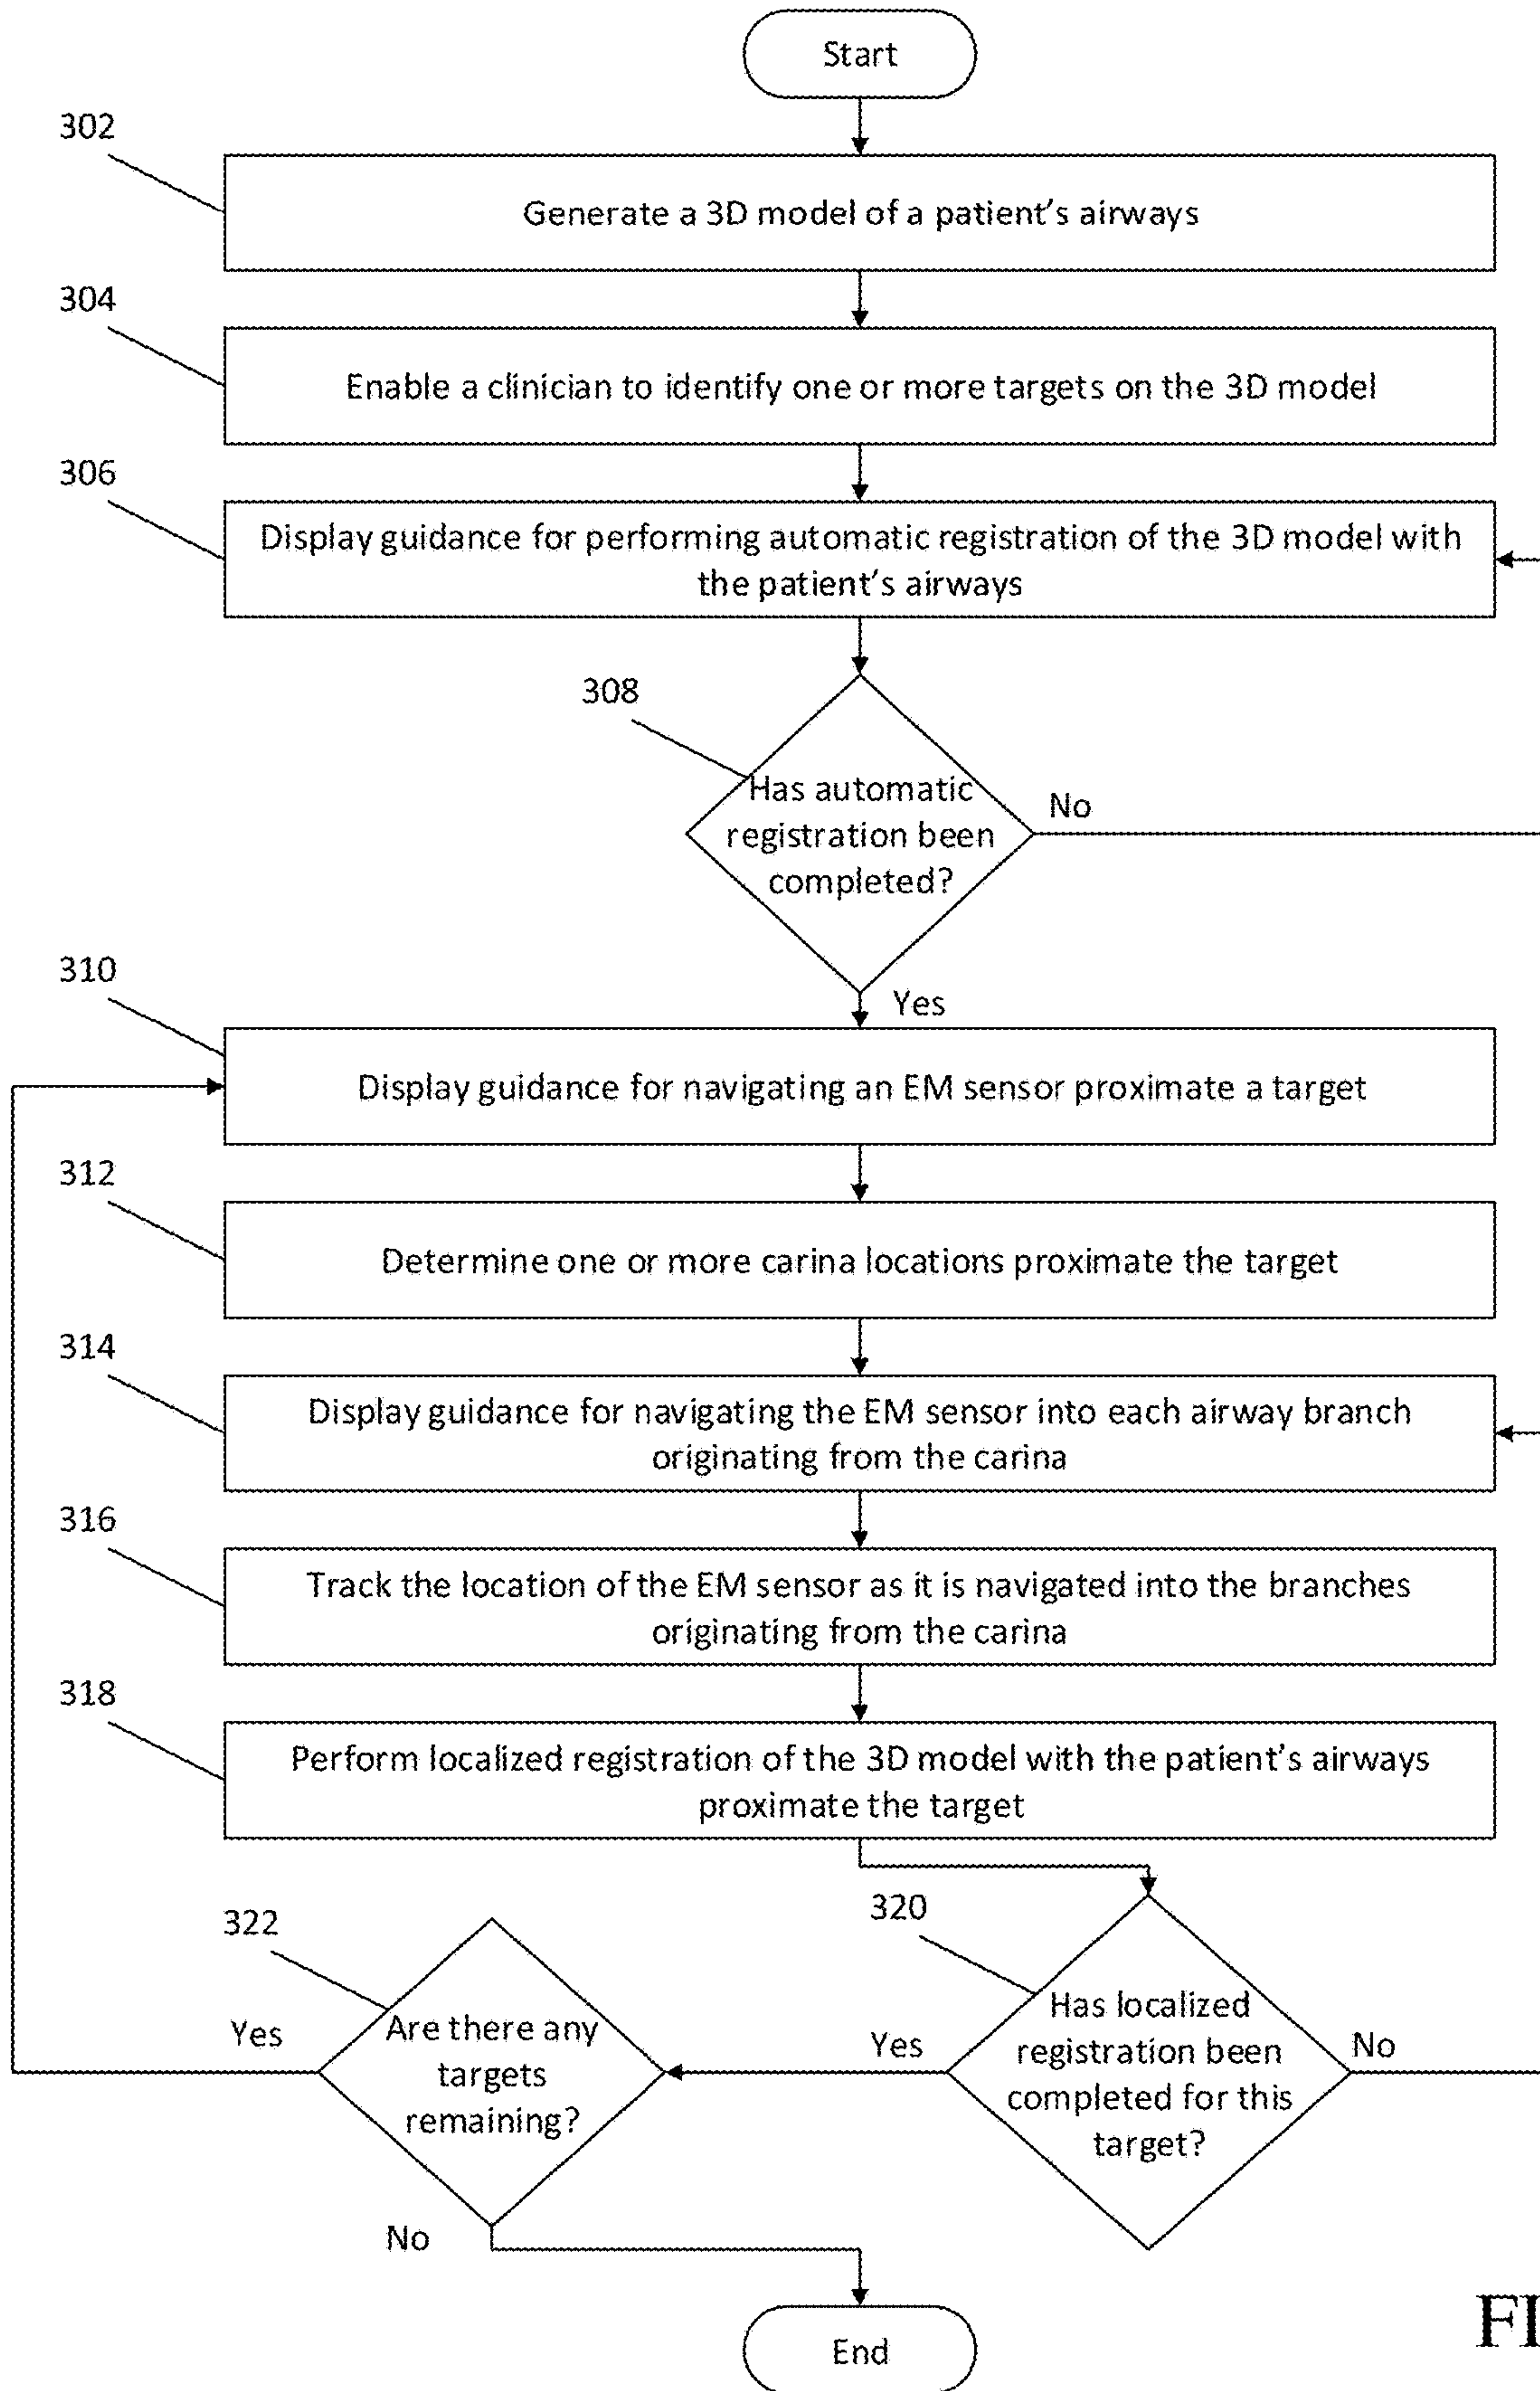 Start
302
Generate a 3D model of a patient's airways
304
Enable a clinician to identify one or more targets on the 3D model
306
Display guidance for performing automatic registration of the 3D model with
the patient's airways
308
Has automatic
registration been
completed?
No
Yes
310
Display guidance for navigating an EM sensor proximate a target
312
Determine one or more carina locations proximate the target
314
Display guidance for navigating the EM sensor into each airway branch
originating from the carina
316
Track the location of the EM sensor as it is navigated into the branches
originating from the carina
318
Perform localized registration of the 3D model with the patient's airways
proximate the target
320
Has localized
registration been
completed for this
target?
No
Yes
322
Are there any
targets
remaining?
Yes
No
End